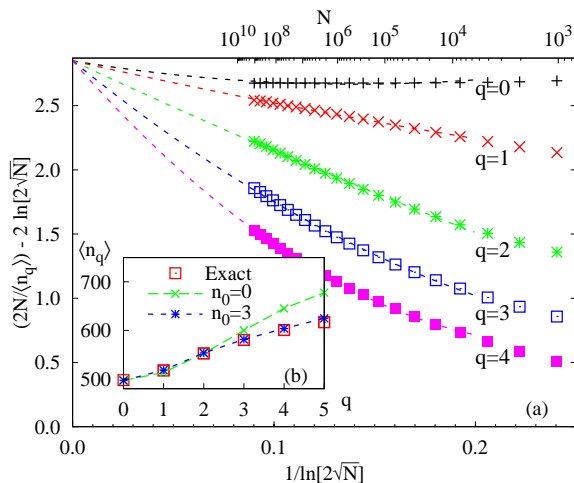 N
10^10 10^8 10^6 10^5 10^4 10^3
(2N/⟨n_q⟩) - 2 ln[2√N]
2.5
2.0
1.5
1.0
0.5
0.0
q=0
q=1
q=2
q=3
q=4
(a)
⟨n_q⟩
700
600
500
Exact
n_0=0
n_0=3
(b)
0 1 2 3 4 5 q
0.0 0.1 0.2
1/ln[2√N]